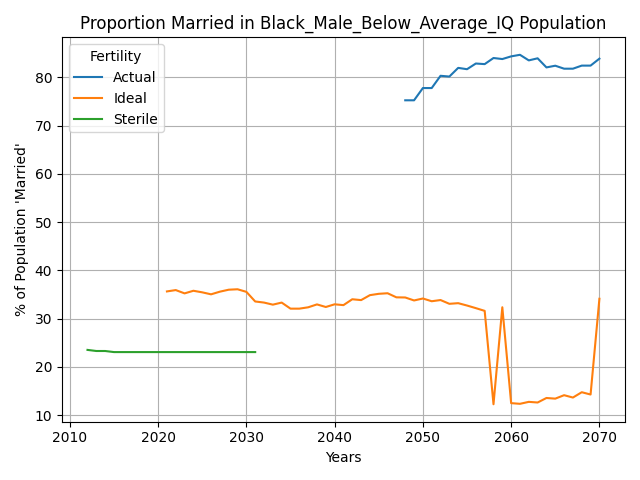 Proportion Married in Black_Male_Below_Average_IQ Population
Fertility
Actual
Ideal
Sterile
% of Population 'Married'
80
70
60
50
40
30
20
10
2010 2020 2030 2040 2050 2060 2070
Years